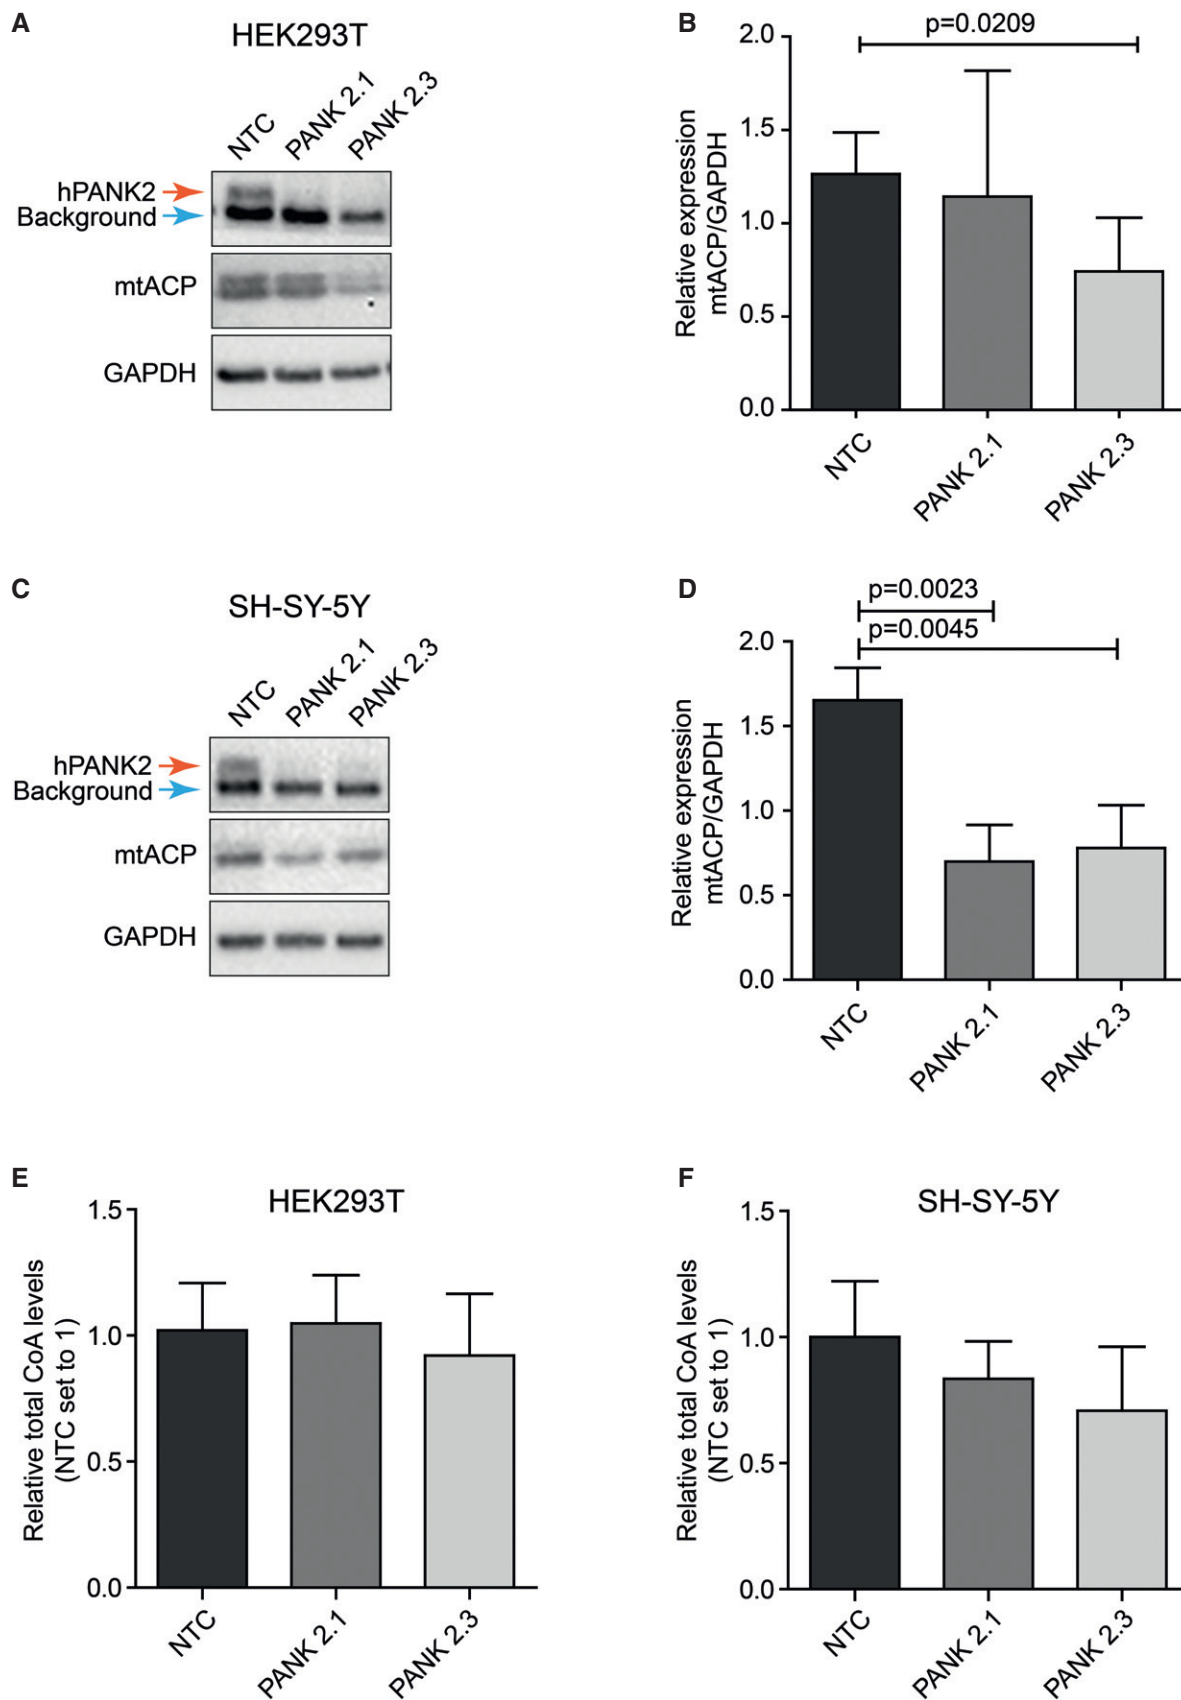 A
HEK293T
NTC
PANK 2.1
PANK 2.3
hPANK2
Background
mtACP
GAPDH
B
p=0.0209
Relative expression
mtACP/GAPDH
2.0
1.5
1.0
0.5
0.0
NTC
PANK 2.1
PANK 2.3
C
SH-SY-5Y
NTC
PANK 2.1
PANK 2.3
hPANK2
Background
mtACP
GAPDH
D
p=0.0023
p=0.0045
Relative expression
mtACP/GAPDH
2.0
1.5
1.0
0.5
0.0
NTC
PANK 2.1
PANK 2.3
E
HEK293T
Relative total CoA levels
(NTC set to 1)
1.5
1.0
0.5
0.0
NTC
PANK 2.1
PANK 2.3
F
SH-SY-5Y
Relative total CoA levels
(NTC set to 1)
1.5
1.0
0.5
0.0
NTC
PANK 2.1
PANK 2.3